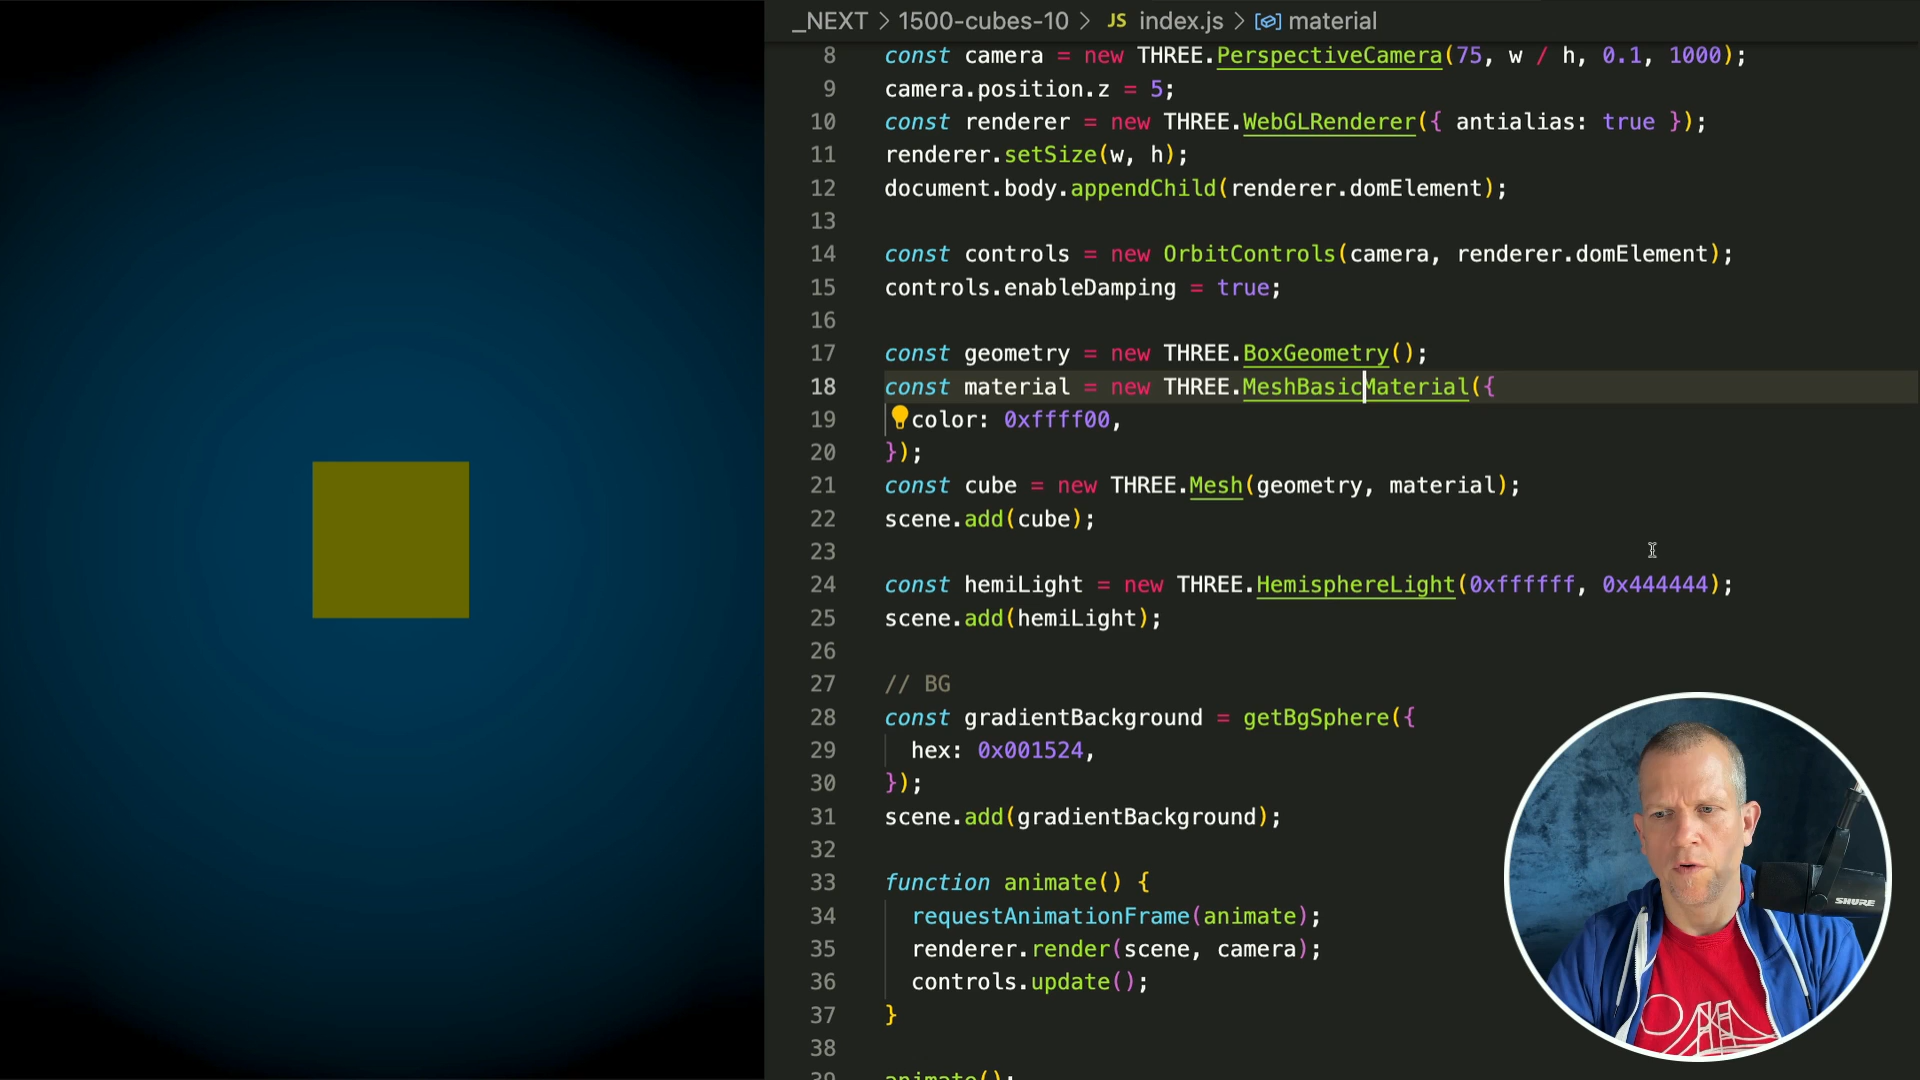 _NEXT > 1500-cubes-10 > JS index.js > material
8 const camera = new THREE.PerspectiveCamera(75, w / h, 0.1, 1000);
9 camera.position.z = 5;
10 const renderer = new THREE.WebGLRenderer({ antialias: true });
11 renderer.setSize(w, h);
12 document.body.appendChild(renderer.domElement);
13
14 const controls = new OrbitControls(camera, renderer.domElement);
15 controls.enableDamping = true;
16
17 const geometry = new THREE.BoxGeometry();
18 const material = new THREE.MeshBasicMaterial({
19 color: 0xffff00,
20 });
21 const cube = new THREE.Mesh(geometry, material);
22 scene.add(cube);
23
24 const hemiLight = new THREE.HemisphereLight(0xffffff, 0x444444);
25 scene.add(hemiLight);
26
27 // BG
28 const gradientBackground = getBgSphere({
29 hex: 0x001524,
30 });
31 scene.add(gradientBackground);
32
33 function animate() {
34 requestAnimationFrame(animate);
35 renderer.render(scene, camera);
36 controls.update();
37 }
38
39 animate();
SHURE